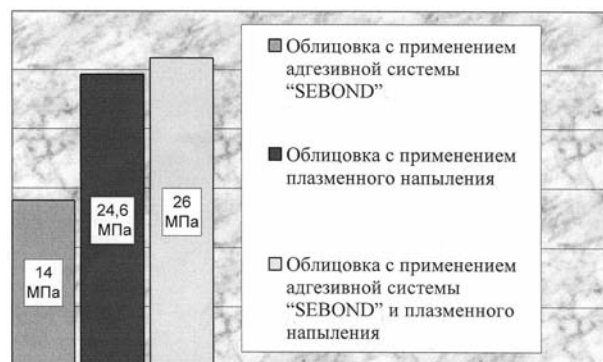 14
МПа
24,6
МПа
26
МПа
Облицовка с применением
адгезивной системы
“SEBOND”
Облицовка с применением
плазменного напыления
Облицовка с применением
адгезивной системы
“SEBOND” и плазменного
напыления